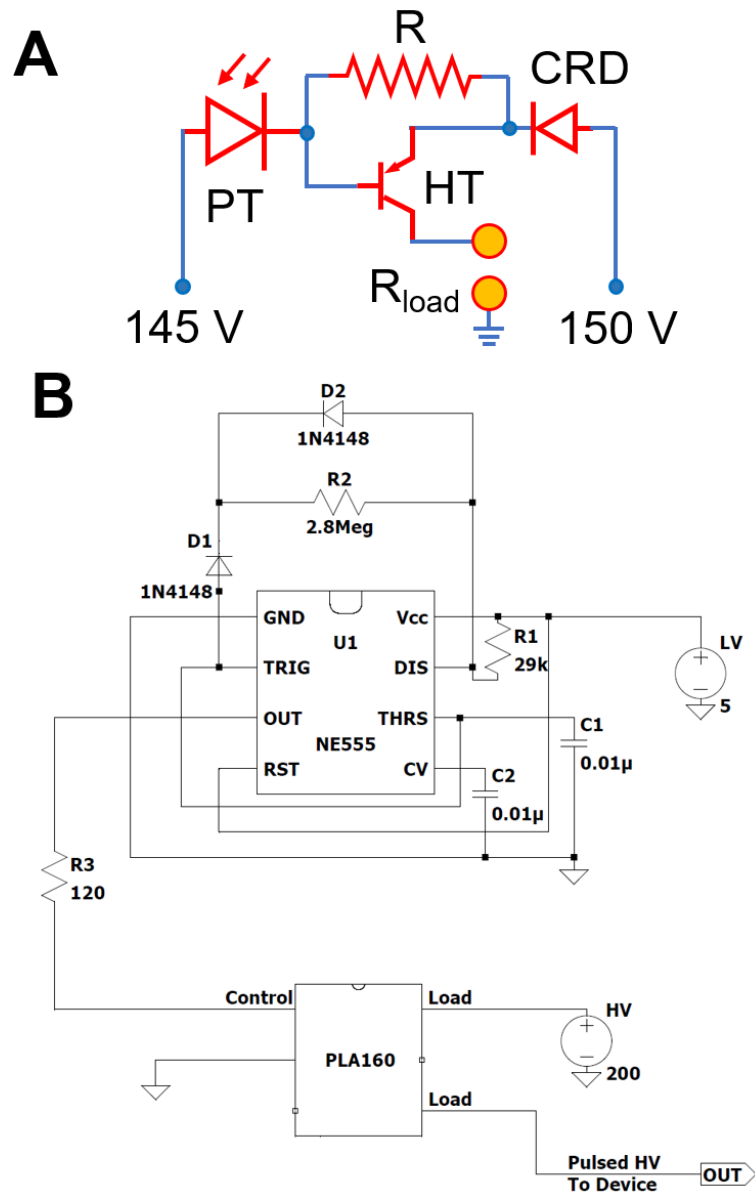 A
R
CRD
PT
HT
R_load
145 V
150 V
B
D2
1N4148
R2
2.8Meg
D1
1N4148
GND
Vcc
U1
R1
29k
LV
TRIG
DIS
5
OUT
THRS
NE555
C1
0.01µ
RST
CV
C2
0.01µ
R3
120
Control
Load
HV
PLA160
200
Load
Pulsed HV
To Device
OUT